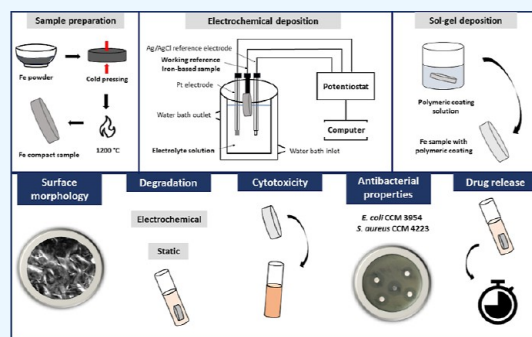 Sample preparation
Fe powder
Cold pressing
Fe compact sample
1200 °C
Electrochemical deposition
Ag/AgCl reference electrode
Working reference
Iron-based sample
Pt electrode
Water bath outlet
Electrolyte solution
Potentiostat
Computer
Water bath inlet
Sol-gel deposition
Polymeric coating
solution
Fe sample with
polymeric coating
Surface
morphology
Degradation
Electrochemical
Static
Cytotoxicity
Antibacterial
properties
E. coli CCM 3954
S. aureus CCM 4223
Drug release